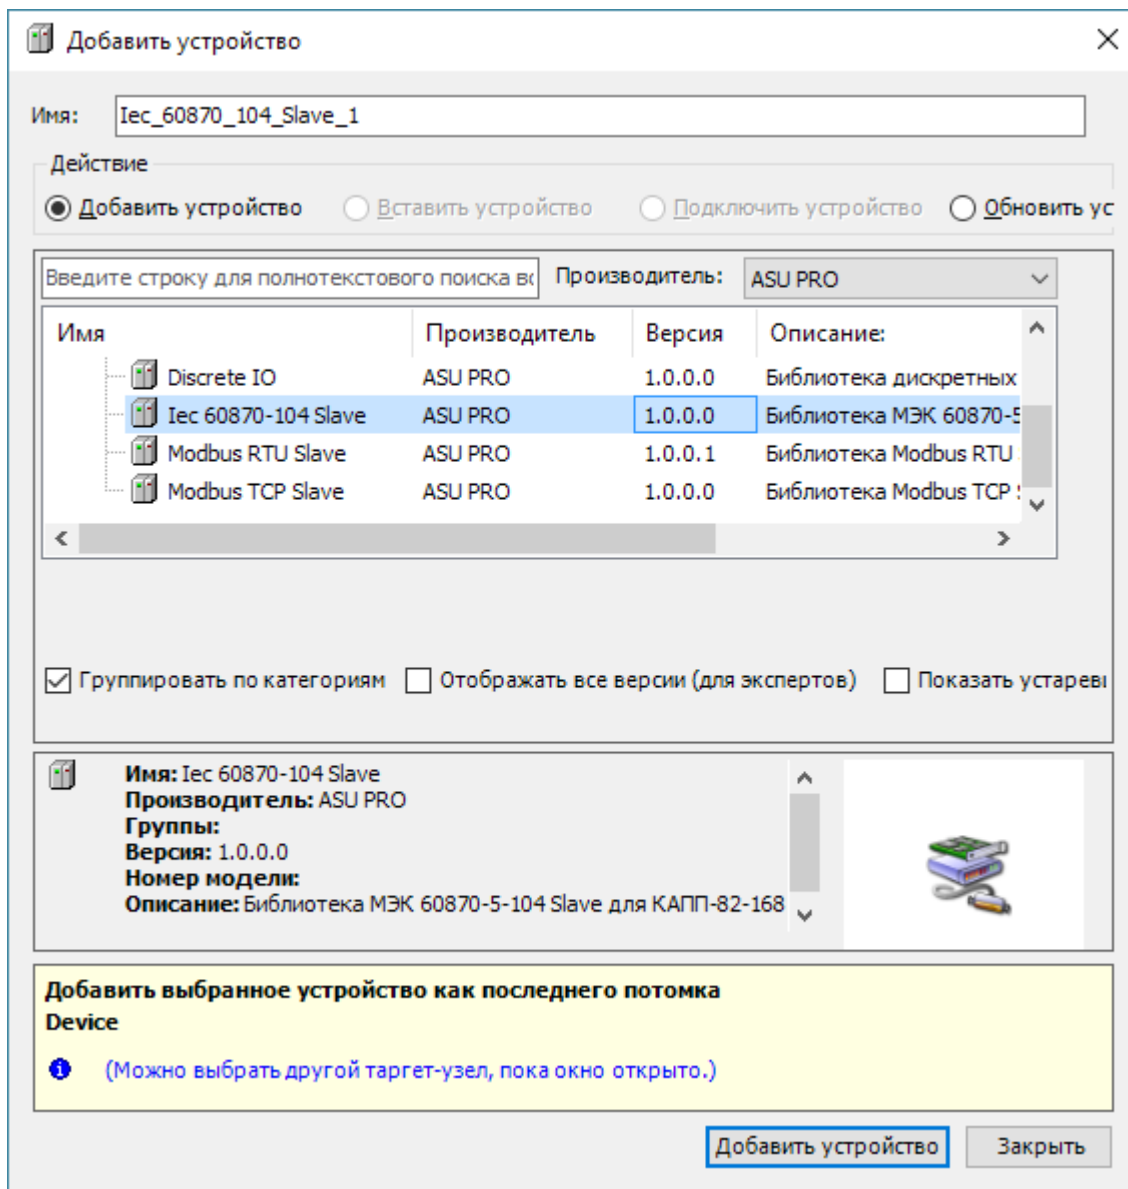 Добавить устройство
Имя: Iec_60870_104_Slave_1
Действие
Добавить устройство Вставить устройство Подключить устройство Обновить ус
Введите строку для полнотекстового поиска во Производитель: ASU PRO
Имя Производитель Версия Описание:
Discrete IO ASU PRO 1.0.0.0 Библиотека дискретных
Iec 60870-104 Slave ASU PRO 1.0.0.0 Библиотека МЭК 60870-5
Modbus RTU Slave ASU PRO 1.0.0.1 Библиотека Modbus RTU
Modbus TCP Slave ASU PRO 1.0.0.0 Библиотека Modbus TCP
Группировать по категориям Отображать все версии (для экспертов) Показать устарев
Имя: Iec 60870-104 Slave
Производитель: ASU PRO
Группы:
Версия: 1.0.0.0
Номер модели:
Описание: Библиотека МЭК 60870-5-104 Slave для КАПП-82-168
Добавить выбранное устройство как последнего потомка
Device
(Можно выбрать другой таргет-узел, пока окно открыто.)
Добавить устройство Закрыть